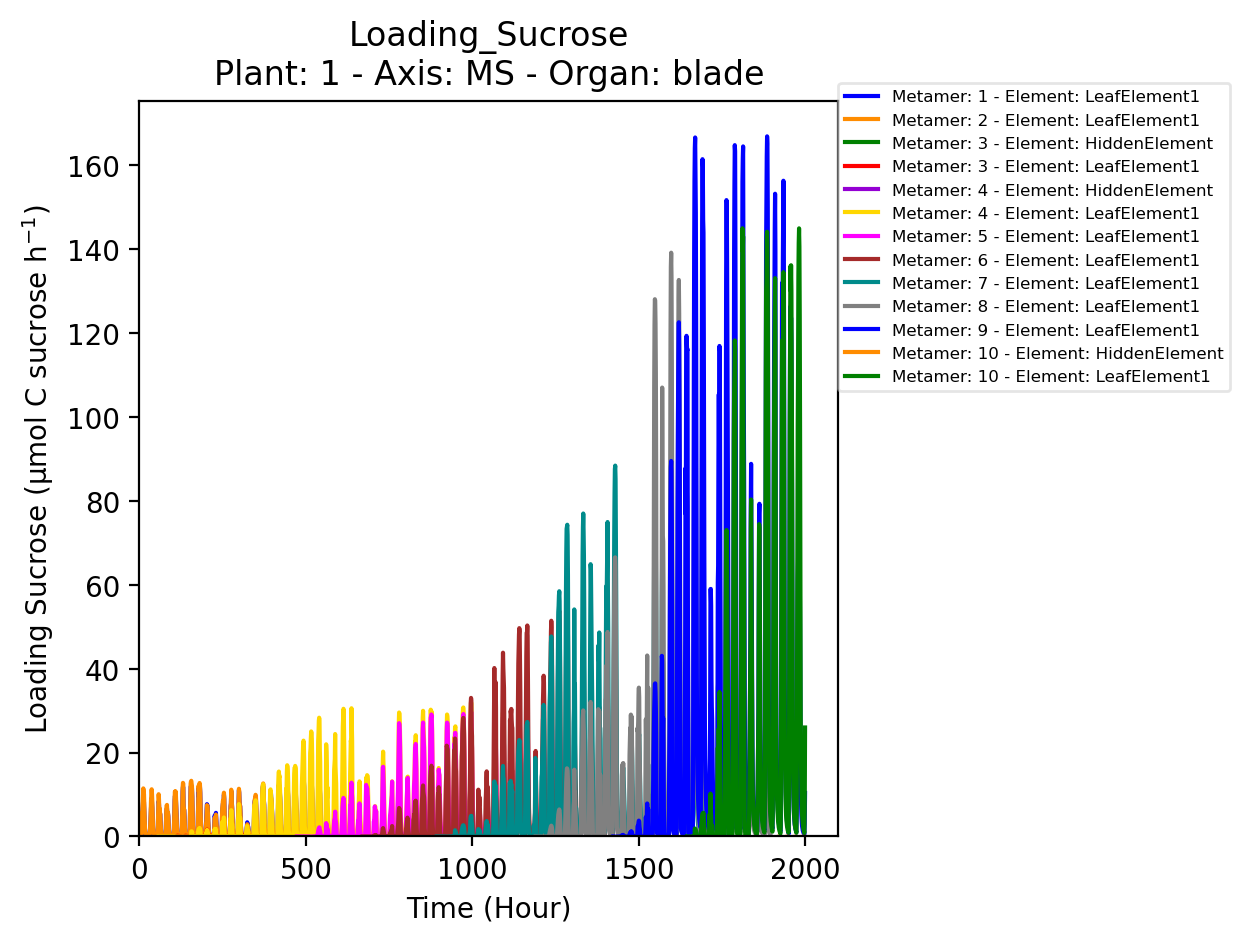 Loading_Sucrose
Plant: 1 - Axis: MS - Organ: blade
Loading Sucrose (µmol C sucrose h⁻¹)
160
140
120
100
80
60
40
20
0
0 500 1000 1500 2000
Time (Hour)
Metamer: 1 - Element: LeafElement1
Metamer: 2 - Element: LeafElement1
Metamer: 3 - Element: HiddenElement
Metamer: 3 - Element: LeafElement1
Metamer: 4 - Element: HiddenElement
Metamer: 4 - Element: LeafElement1
Metamer: 5 - Element: LeafElement1
Metamer: 6 - Element: LeafElement1
Metamer: 7 - Element: LeafElement1
Metamer: 8 - Element: LeafElement1
Metamer: 9 - Element: LeafElement1
Metamer: 10 - Element: HiddenElement
Metamer: 10 - Element: LeafElement1